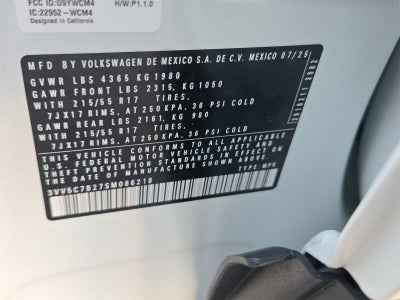 FCC ID:O9YWCM4
IC:22952-WCM4
Designed in California
H/W:P1.1.0
MFD. BY VOLKSWAGEN DE MEXICO S.A. DE C.V. MEXICO 07/25
GVWR LBS 4365 KG 1980
GAWR FRONT LBS 2315, KG 1050
WITH 215/55 R17 TIRES.
7JX17 RIMS, AT 250 KPA, 36 PSI COLD
GAWR REAR LBS 2161, KG 980
WITH 215/55 R17 TIRES.
7JX17 RIMS, AT 250 KPA, 36 PSI COLD
THIS VEHICLE CONFORMS TO ALL APPLICABLE
U.S. FEDERAL MOTOR VEHICLE SAFETY AND
THEFT PREVENTION STANDARDS IN EFFECT
ON THE DATE OF MANUFACTURE SHOWN ABOVE
3VV5C7B27SM086218 TYPE MPV